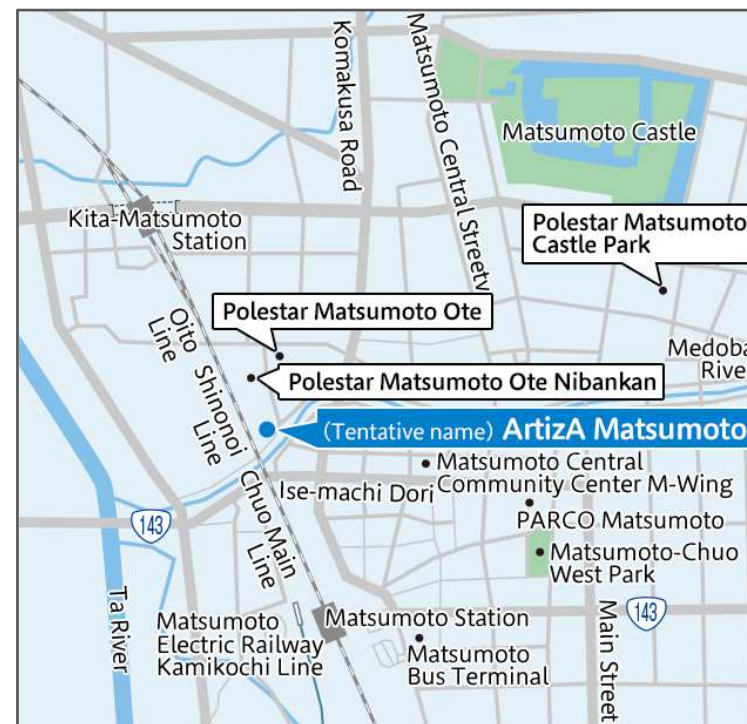 Komakusa Road
Matsumoto Central Streetv
Matsumoto Castle
Kita-Matsumoto
Station
Polestar Matsumoto
Castle Park
Polestar Matsumoto Ote
Oito
Line
Shinonoi
Line
Medoba
River
Polestar Matsumoto Ote Nibankan
(Tentative name) ArtizA Matsumoto
Matsumoto Central
Community Center M-Wing
Ise-machi Dori
Chuo Main
Line
143
PARCO Matsumoto
Matsumoto-Chuo
West Park
Ta River
Matsumoto
Electric Railway
Kamikochi Line
Matsumoto Station
143
Main Street
Matsumoto
Bus Terminal